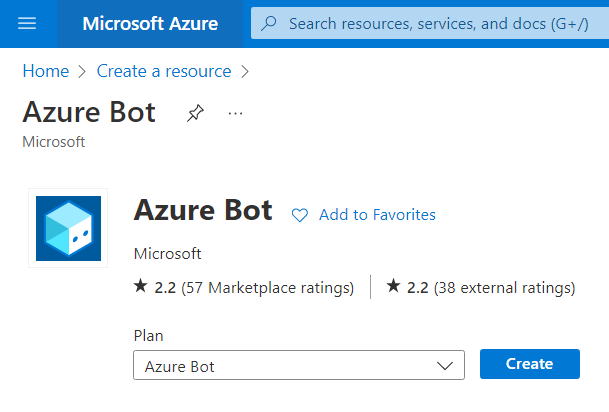 Microsoft Azure Search resources, services, and docs (G+/)
Home > Create a resource >
Azure Bot ...
Microsoft
Azure Bot Add to Favorites
Microsoft
★ 2.2 (57 Marketplace ratings) | ★ 2.2 (38 external ratings)
Plan
Azure Bot Create